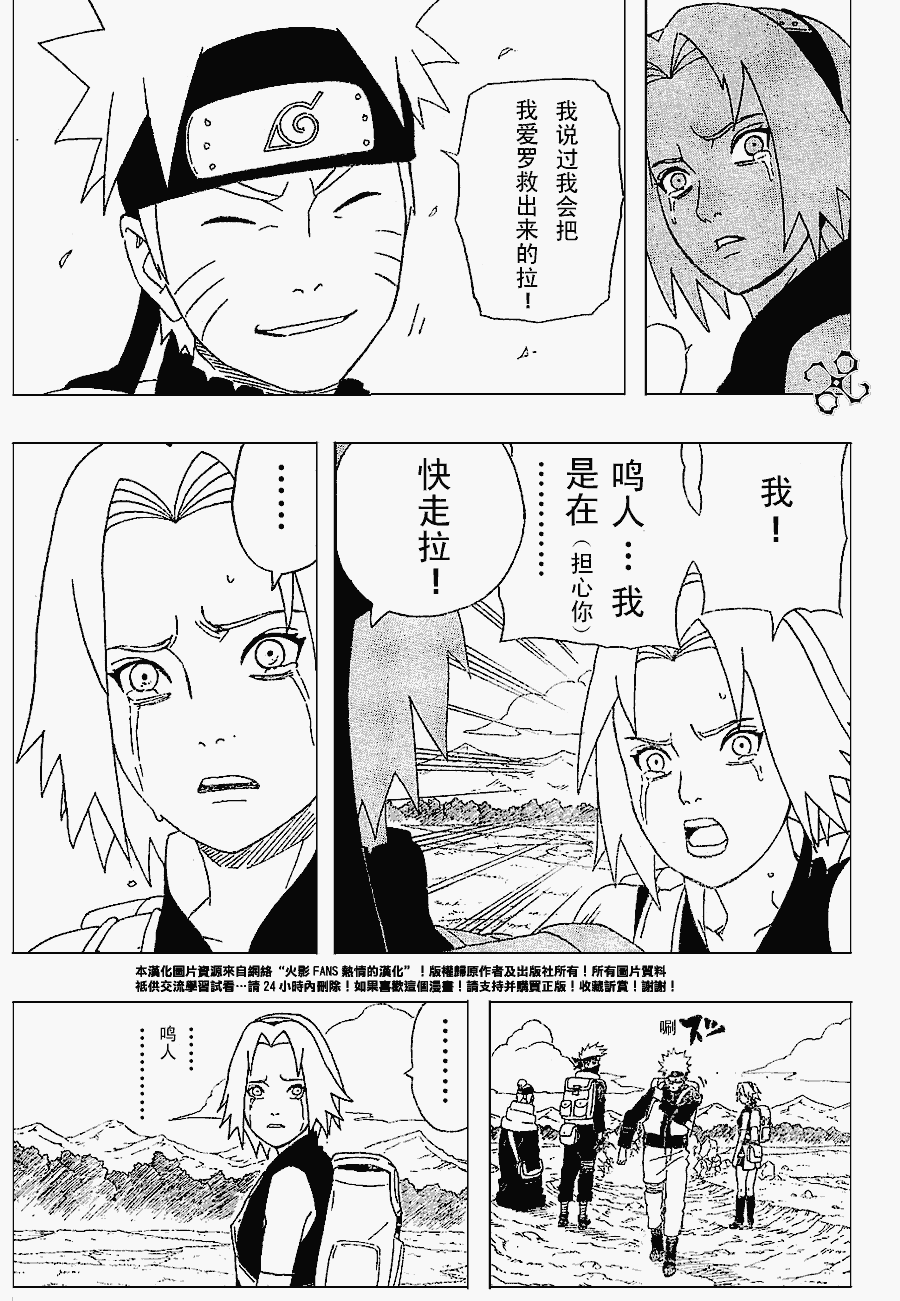 我说过我会把
我爱罗救出来的拉！
我！
鸣人…我
是在（担心你）
…………
快走拉！
……
本漢化圖片資源來自網絡“火影FANS熱情的漢化”！版權歸原作者及出版社所有！所有圖片質料
祗供交流學習試看…請24小時內刪除！如果喜歡這個漫畫！請支持并購買正版！收藏訢賞！謝謝！
唰
ズッ
……
……
鸣人
……